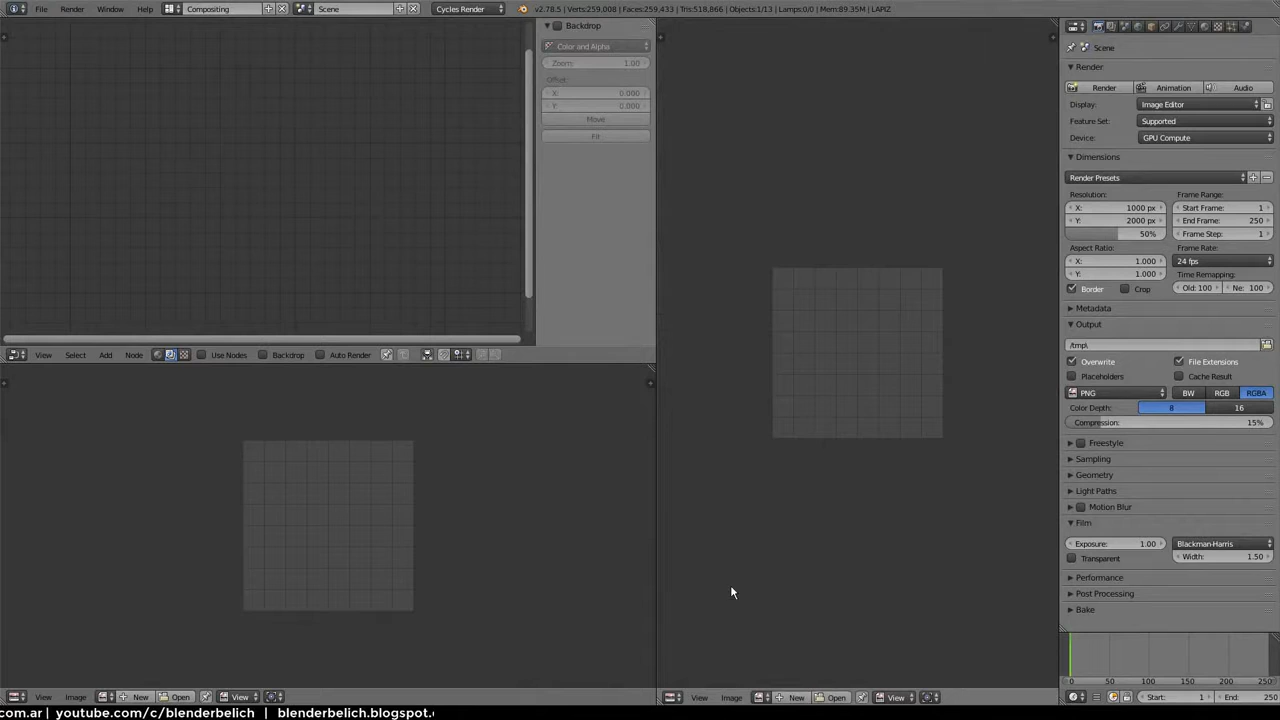 File Render Window Help Compositing Scene Cycles Render v2.78.5 | Verts:259,008 | Faces:259,433 | Tris:518,866 | Objects:1/13 | Lamps:0/0 | Mem:89.35M | LAPIZ
Backdrop
Color and Alpha
Zoom: 1.00
Offset:
X: 0.000
Y: 0.000
Move
Fit
View Select Add Node Use Nodes Backdrop Auto Render
View Image New Open View
View Image New Open View
Scene
Render
Render Animation Audio
Display: Image Editor
Feature Set: Supported
Device: GPU Compute
Dimensions
Render Presets
Resolution: Frame Range:
X: 1000 px Start Frame: 1
Y: 2000 px End Frame: 250
50% Frame Step: 1
Aspect Ratio: Frame Rate:
X: 1.000 24 fps
Y: 1.000 Time Remapping:
Border Crop Old: 100 Ne: 100
Metadata
Output
/tmp\
Overwrite File Extensions
Placeholders Cache Result
PNG BW RGB RGBA
Color Depth: 8 16
Compression: 15%
Freestyle
Sampling
Geometry
Light Paths
Motion Blur
Film
Exposure: 1.00 Blackman-Harris
Transparent Width: 1.50
Performance
Post Processing
Bake
0 50 100 150 200 250
Start: 1 End: 250
com.ar | youtube.com/c/blenderbelich | blenderbelich.blogspot.